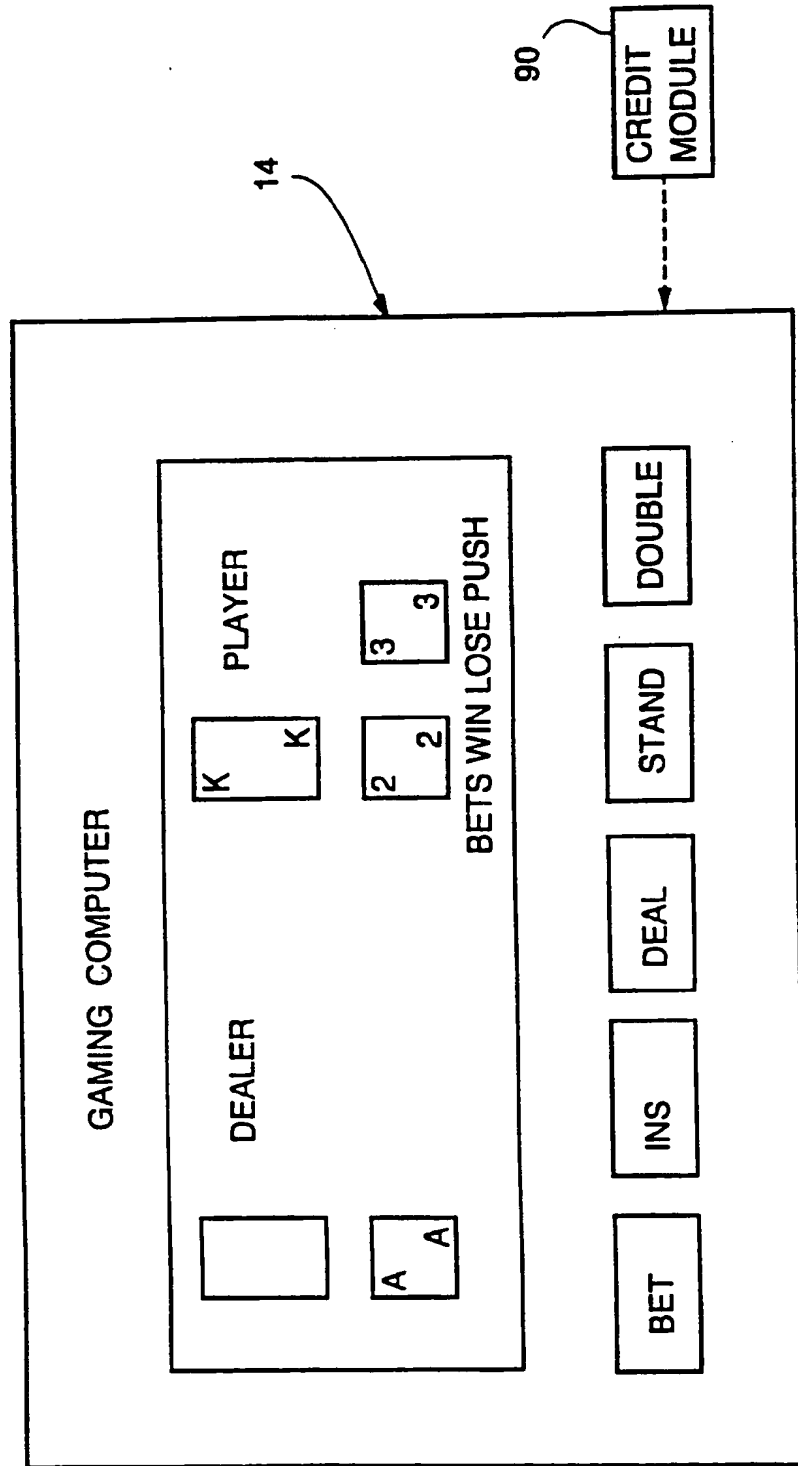 GAMING COMPUTER
14
90
CREDIT
MODULE
DEALER
PLAYER
K
K
A
A
2
2
3
3
BETS WIN LOSE PUSH
BET
INS
DEAL
STAND
DOUBLE